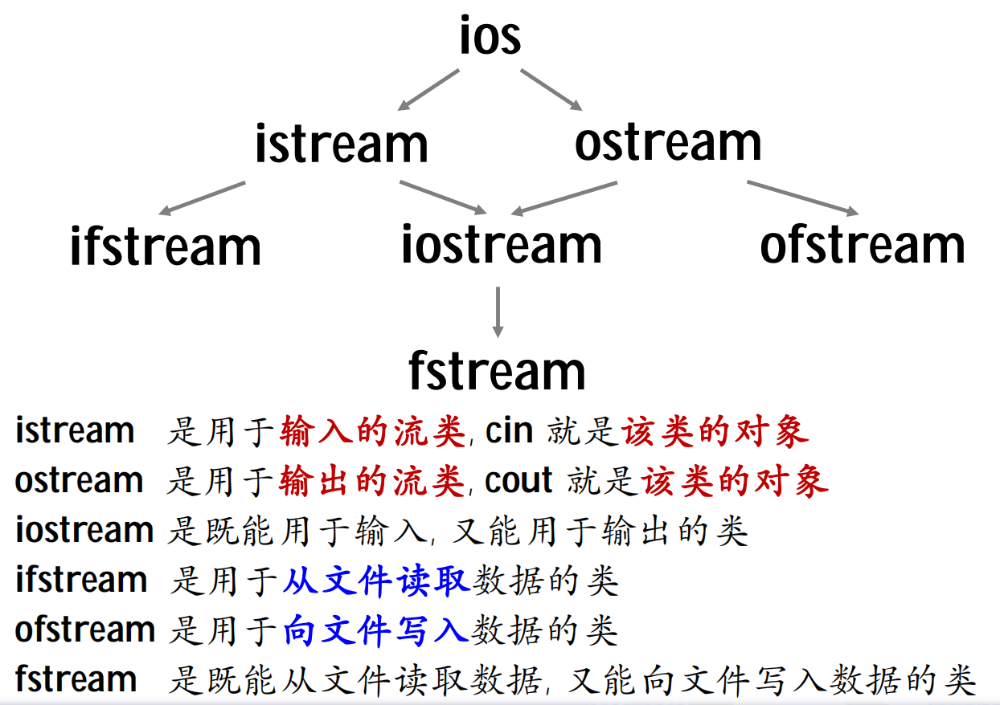 ios
istream ostream
ifstream iostream ofstream
fstream
istream 是用于输入的流类, cin 就是该类的对象
ostream 是用于输出的流类, cout 就是该类的对象
iostream 是既能用于输入, 又能用于输出的类
ifstream 是用于从文件读取数据的类
ofstream 是用于向文件写入数据的类
fstream 是既能从文件读取数据, 又能向文件写入数据的类